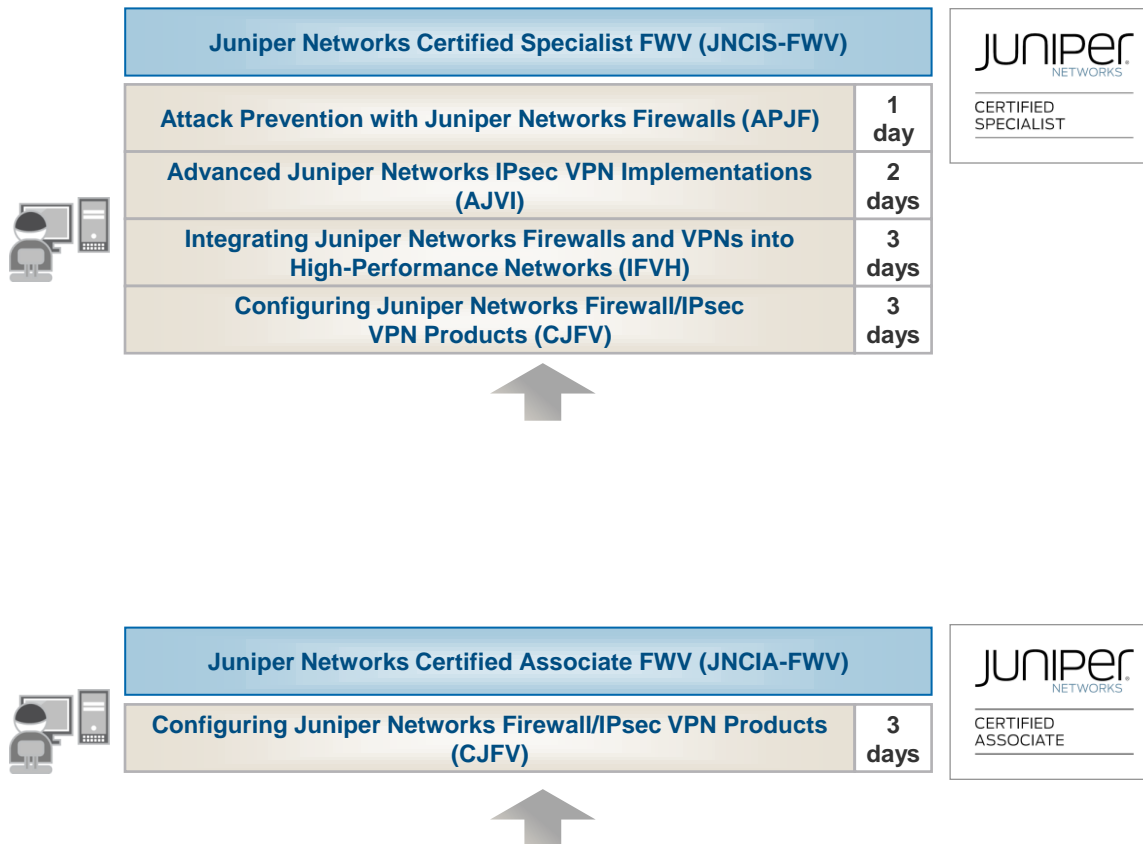 Juniper Networks Certified Specialist FWV (JNCIS-FWV)
JUNIPER
NETWORKS
CERTIFIED
SPECIALIST
Attack Prevention with Juniper Networks Firewalls (APJF)
1
day
Advanced Juniper Networks IPsec VPN Implementations
(AJVI)
2
days
Integrating Juniper Networks Firewalls and VPNs into
High-Performance Networks (IFVH)
3
days
Configuring Juniper Networks Firewall/IPsec
VPN Products (CJFV)
3
days
Juniper Networks Certified Associate FWV (JNCIA-FWV)
JUNIPER
NETWORKS
CERTIFIED
ASSOCIATE
Configuring Juniper Networks Firewall/IPsec VPN Products
(CJFV)
3
days